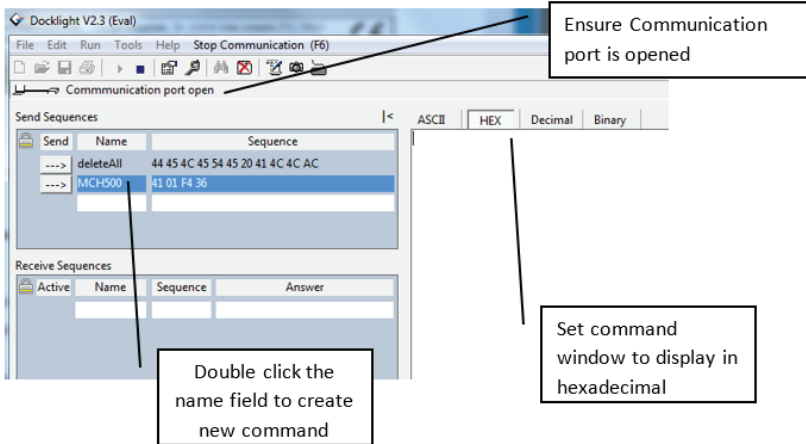 Docklight V2.3 (Eval)
File Edit Run Tools Help Stop Communication (F6)
Commmunication port open
Send Sequences
Send Name Sequence
---> deleteAll 44 45 4C 45 54 45 20 41 4C 4C AC
---> MCH500 41 01 F4 36
Receive Sequences
Active Name Sequence Answer
ASCII HEX Decimal Binary
Ensure Communication
port is opened
Set command
window to display in
hexadecimal
Double click the
name field to create
new command